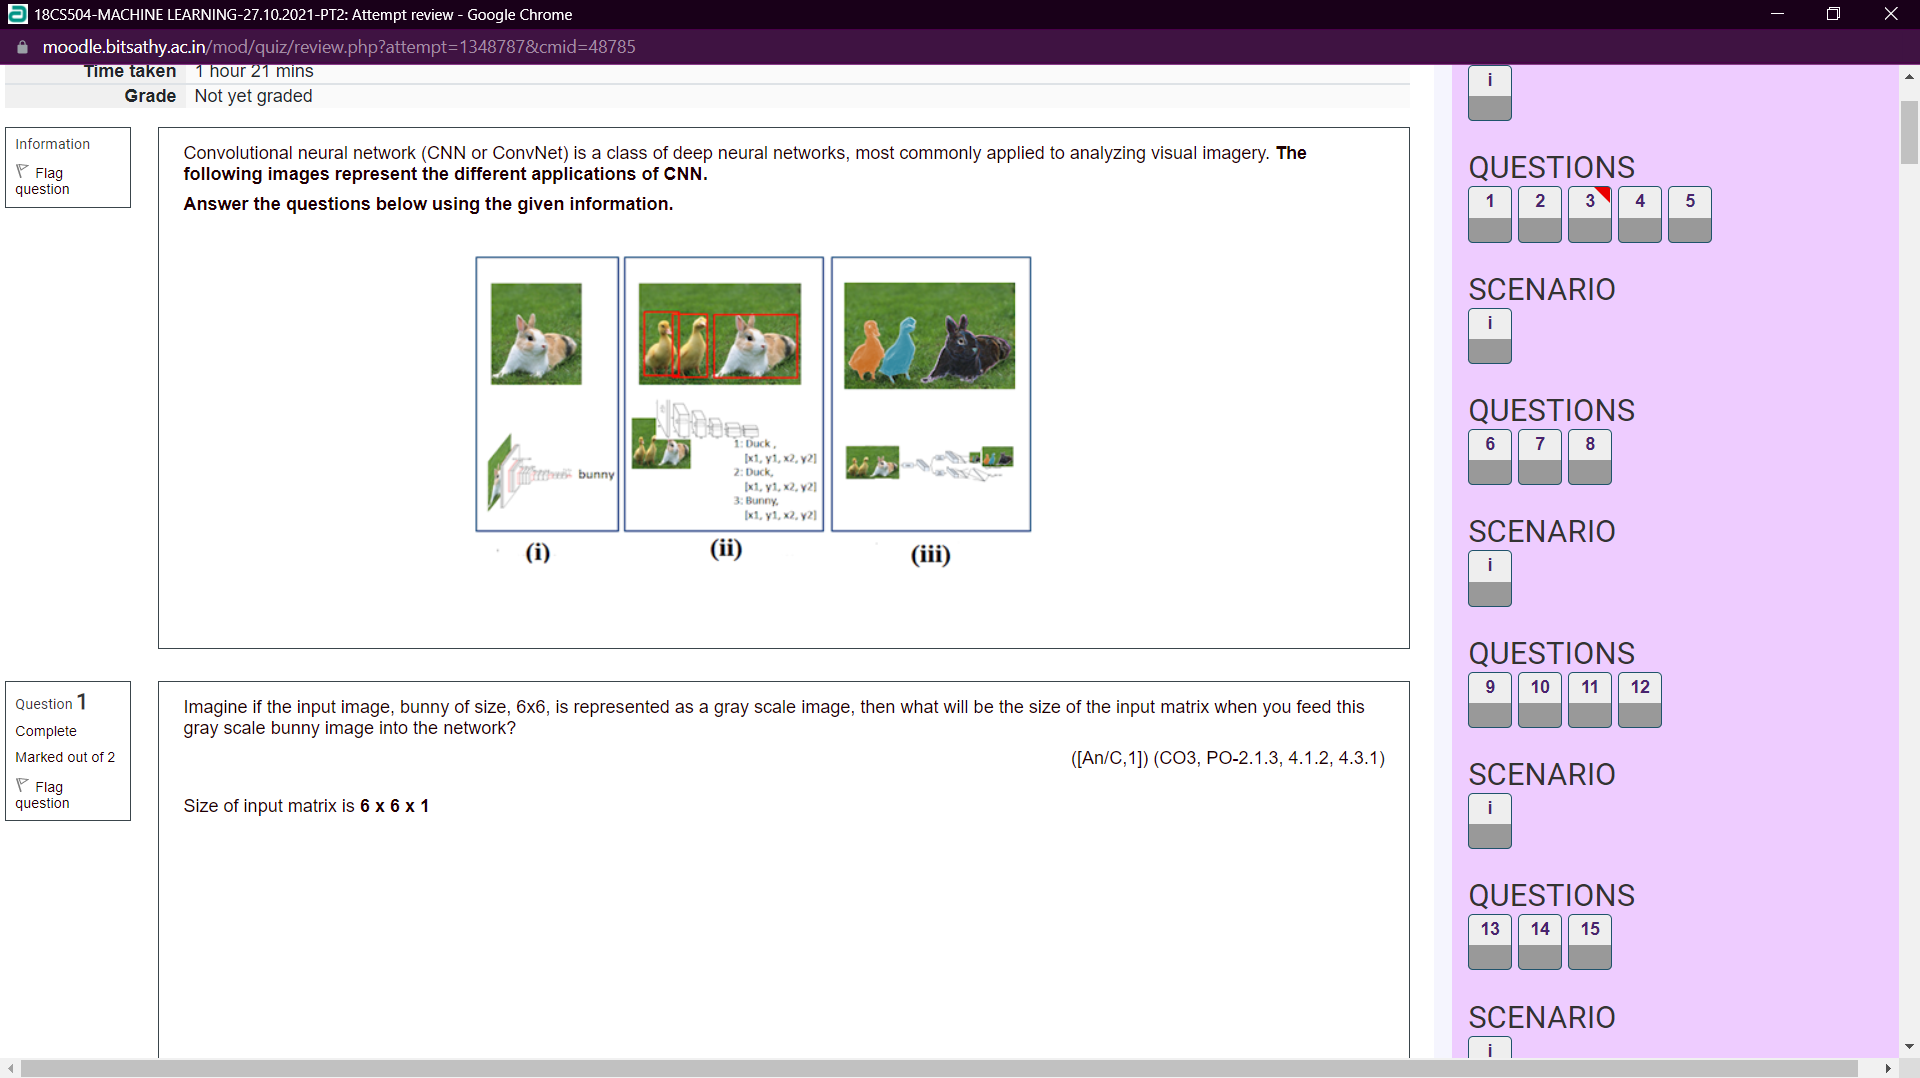 18CS504-MACHINE LEARNING-27.10.2021-PT2: Attempt review - Google Chrome
moodle.bitsathy.ac.in/mod/quiz/review.php?attempt=1348787&cmid=48785
Time taken 1 hour 21 mins
Grade Not yet graded
Information
Flag
question
Convolutional neural network (CNN or ConvNet) is a class of deep neural networks, most commonly applied to analyzing visual imagery. The
following images represent the different applications of CNN.
Answer the questions below using the given information.
bunny
1: Duck,
[x1, y1, x2, y2]
2: Duck,
[x1, y1, x2, y2]
3: Bunny,
[x1, y1, x2, y2]
(i)
(ii)
(iii)
Question 1
Complete
Marked out of 2
Flag
question
Imagine if the input image, bunny of size, 6x6, is represented as a gray scale image, then what will be the size of the input matrix when you feed this
gray scale bunny image into the network?
([An/C,1]) (CO3, PO-2.1.3, 4.1.2, 4.3.1)
Size of input matrix is 6 x 6 x 1
i
QUESTIONS
1 2 3 4 5
SCENARIO
i
QUESTIONS
6 7 8
SCENARIO
i
QUESTIONS
9 10 11 12
SCENARIO
i
QUESTIONS
13 14 15
SCENARIO
i